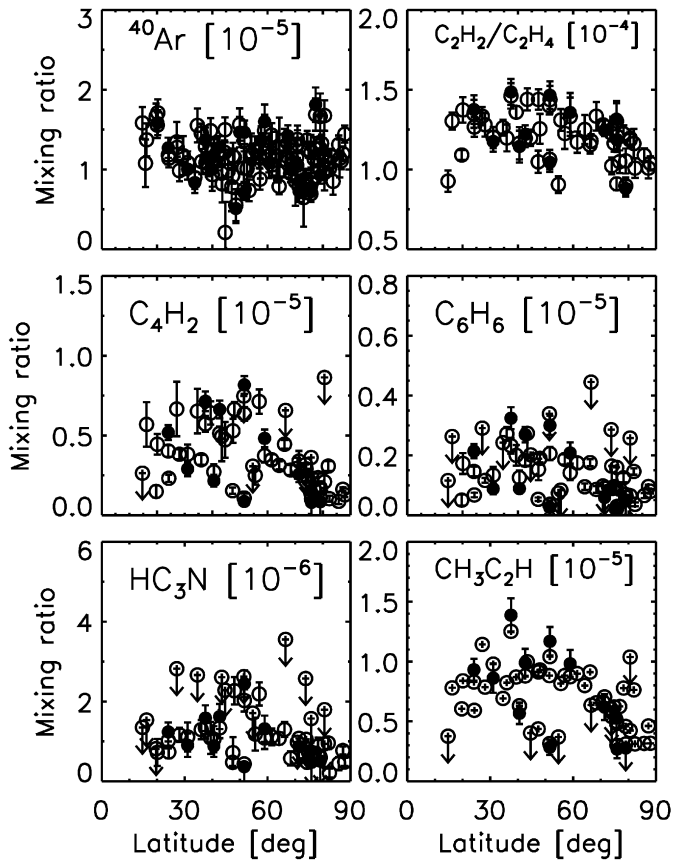 ⁴⁰Ar [10⁻⁵]
C₂H₂/C₂H₄ [10⁻⁴]
Mixing ratio
3
2
1
0
2.0
1.5
1.0
0.5
C₄H₂ [10⁻⁵]
C₆H₆ [10⁻⁵]
Mixing ratio
1.5
1.0
0.5
0.0
0.8
0.6
0.4
0.2
0.0
HC₃N [10⁻⁶]
CH₃C₂H [10⁻⁵]
Mixing ratio
6
4
2
0
2.0
1.5
1.0
0.5
0.0
0 30 60 90
0 30 60 90
Latitude [deg]
Latitude [deg]